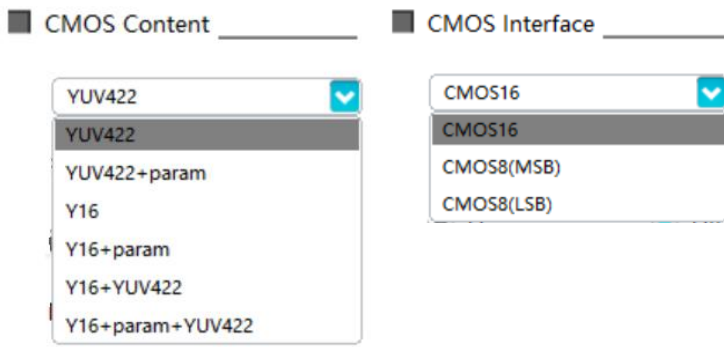 CMOS Content
YUV422
YUV422
YUV422+param
Y16
Y16+param
Y16+YUV422
Y16+param+YUV422
CMOS Interface
CMOS16
CMOS16
CMOS8(MSB)
CMOS8(LSB)